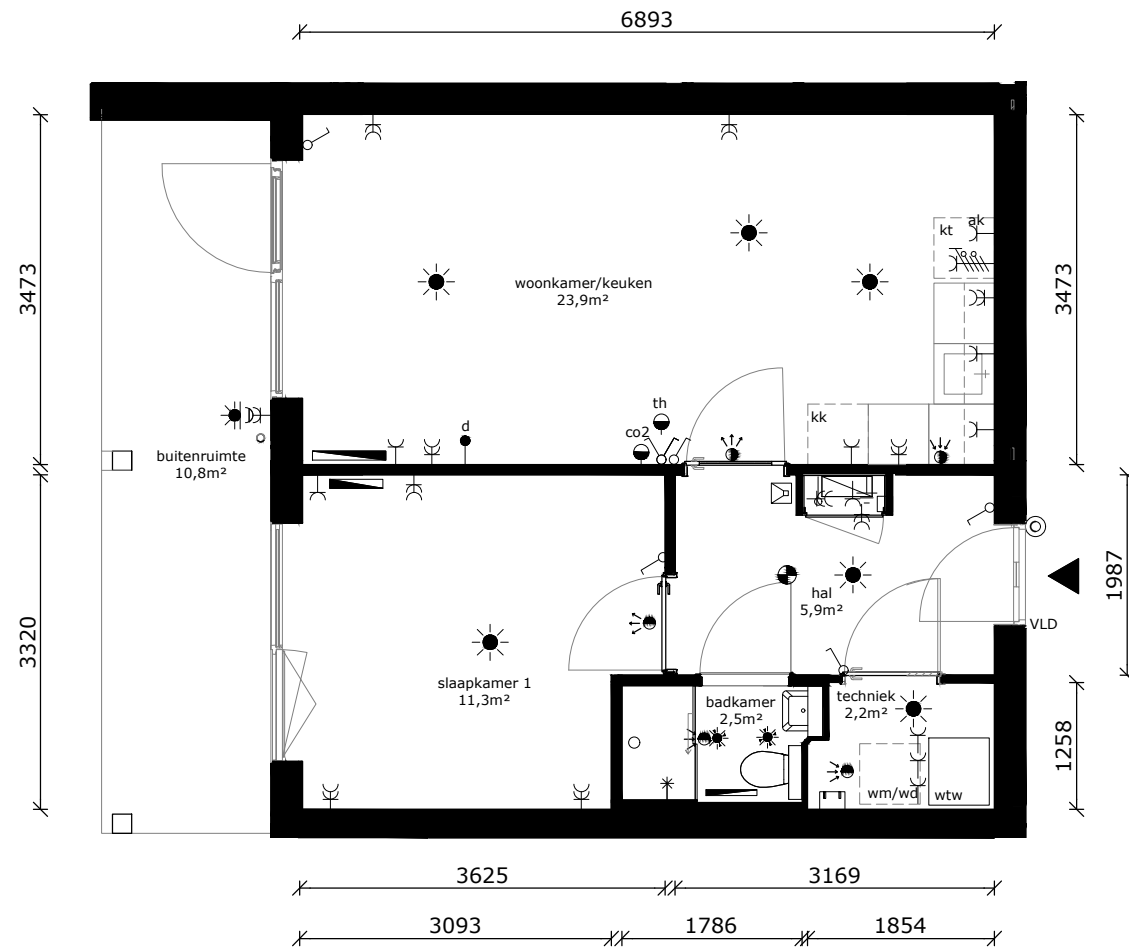 6893
3473
3473
kt
ak
woonkamer/keuken
23,9m²
th
co2
d
kk
buitenruimte
10,8m²
3320
1987
hal
5,9m²
VLD
slaapkamer 1
11,3m²
badkamer
2,5m²
techniek
2,2m²
1258
wm/wd
wtw
3625
3169
3093
1786
1854